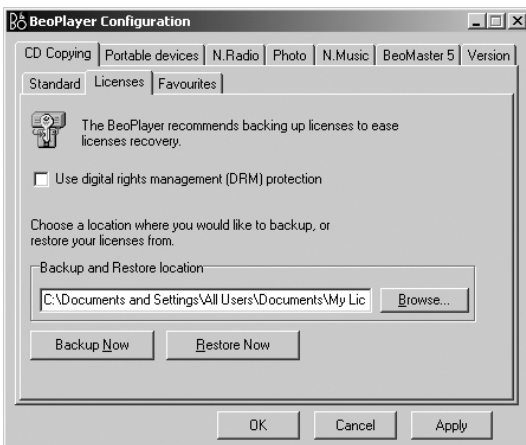 B&O BeoPlayer Configuration
CD Copying Portable devices N.Radio Photo N.Music BeoMaster 5 Version
Standard Licenses Favourites
The BeoPlayer recommends backing up licenses to ease
licenses recovery.
Use digital rights management (DRM) protection
Choose a location where you would like to backup, or
restore your licenses from.
Backup and Restore location
C:\Documents and Settings\All Users\Documents\My Lic Browse...
Backup Now Restore Now
OK Cancel Apply